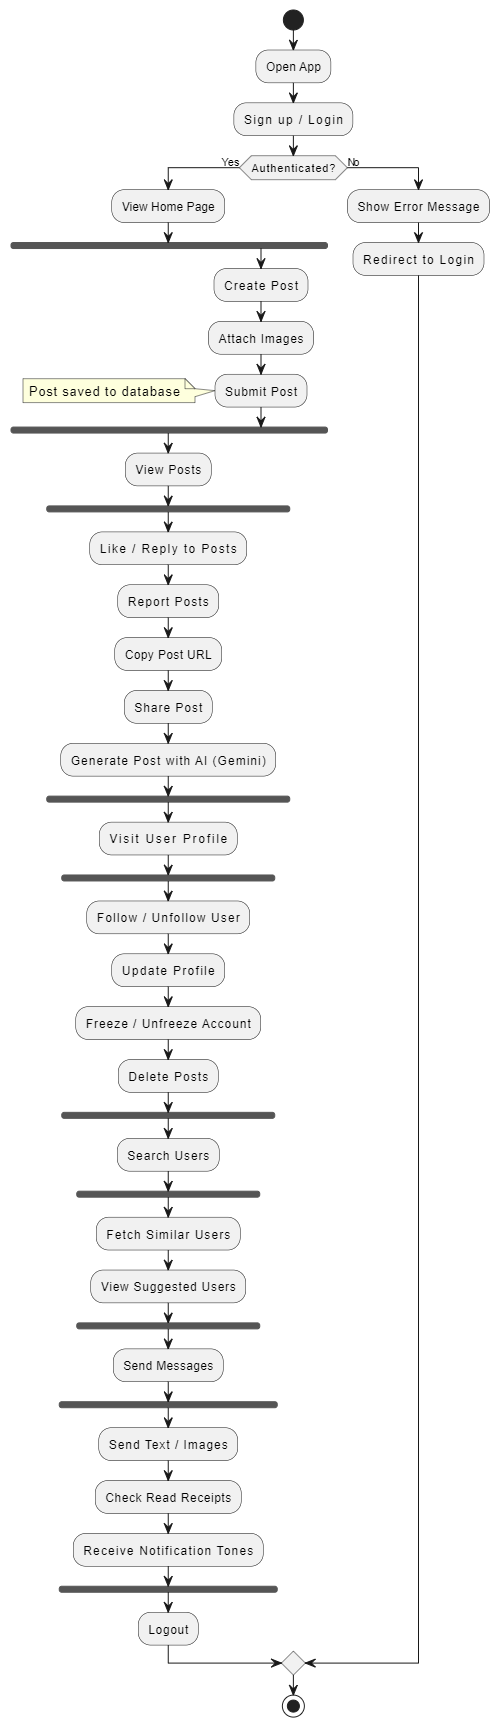 Open App
Sign up / Login
Authenticated?
Yes
No
View Home Page
Show Error Message
Redirect to Login
Create Post
Attach Images
Post saved to database
Submit Post
View Posts
Like / Reply to Posts
Report Posts
Copy Post URL
Share Post
Generate Post with AI (Gemini)
Visit User Profile
Follow / Unfollow User
Update Profile
Freeze / Unfreeze Account
Delete Posts
Search Users
Fetch Similar Users
View Suggested Users
Send Messages
Send Text / Images
Check Read Receipts
Receive Notification Tones
Logout